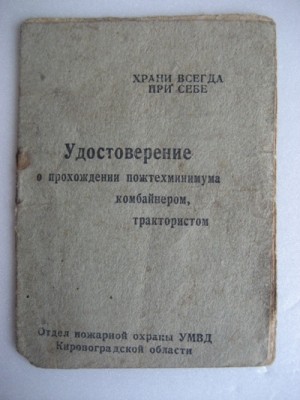 ХРАНИ ВСЕГДА
ПРИ СЕБЕ
Удостоверение
о прохождении пожтехминимума
комбайнером,
трактористом
Отдел пожарной охраны УМВД
Кировоградской области